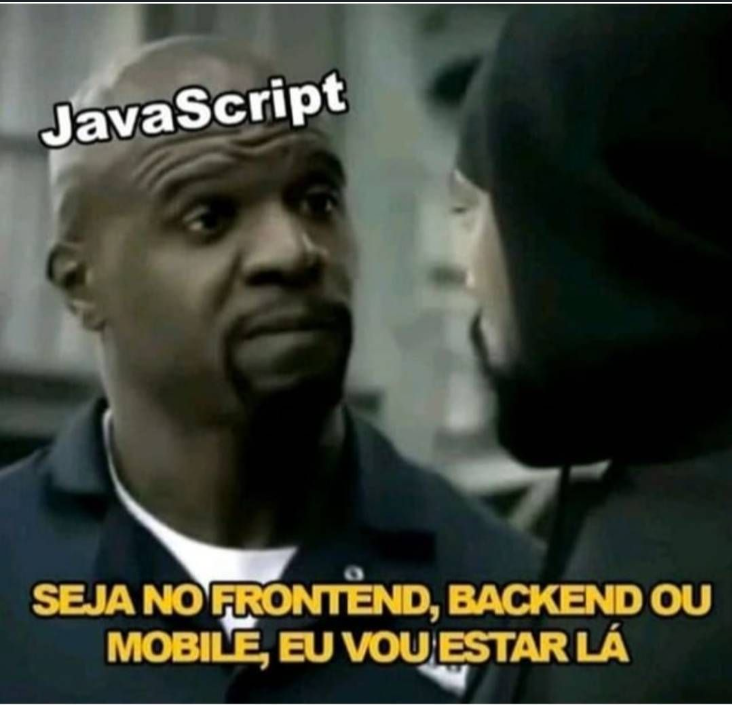 JavaScript
SEJA NO FRONTEND, BACKEND OU
MOBILE, EU VOU ESTAR LÁ